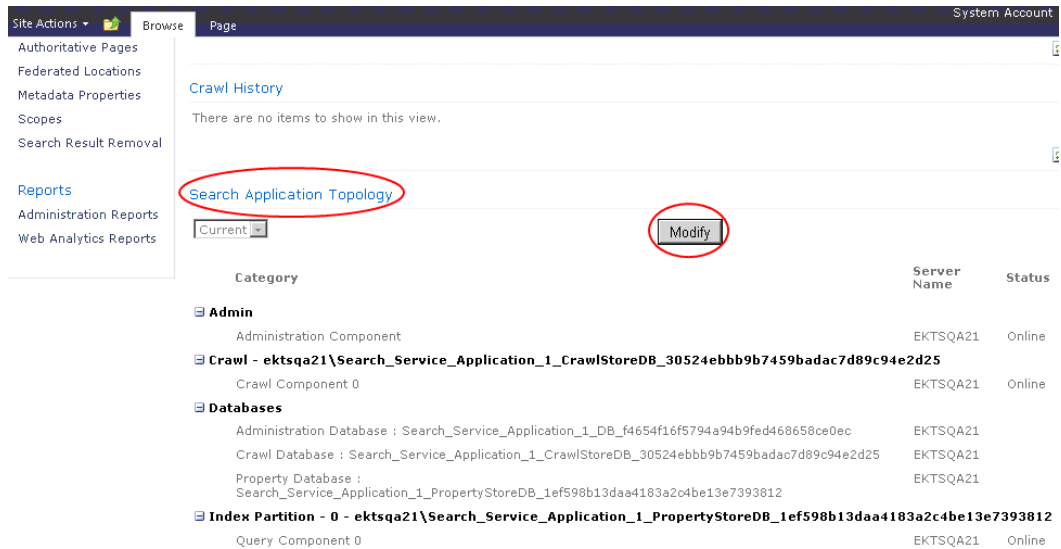 System Account
Site Actions Browse Page
Authoritative Pages
Federated Locations
Metadata Properties
Scopes
Search Result Removal
Reports
Administration Reports
Web Analytics Reports
Crawl History
There are no items to show in this view.
Search Application Topology
Current Modify
Category Server Name Status
Admin
Administration Component EKTSQA21 Online
Crawl - ektsqa21\Search_Service_Application_1_CrawlStoreDB_30524ebbb9b7459badac7d89c94e2d25
Crawl Component 0 EKTSQA21 Online
Databases
Administration Database : Search_Service_Application_1_DB_f4654f16f5794a94b9fed468658ce0ec EKTSQA21
Crawl Database : Search_Service_Application_1_CrawlStoreDB_30524ebbb9b7459badac7d89c94e2d25 EKTSQA21
Property Database : EKTSQA21
Search_Service_Application_1_PropertyStoreDB_1ef598b13daa4183a2c4be13e7393812
Index Partition - 0 - ektsqa21\Search_Service_Application_1_PropertyStoreDB_1ef598b13daa4183a2c4be13e7393812
Query Component 0 EKTSQA21 Online